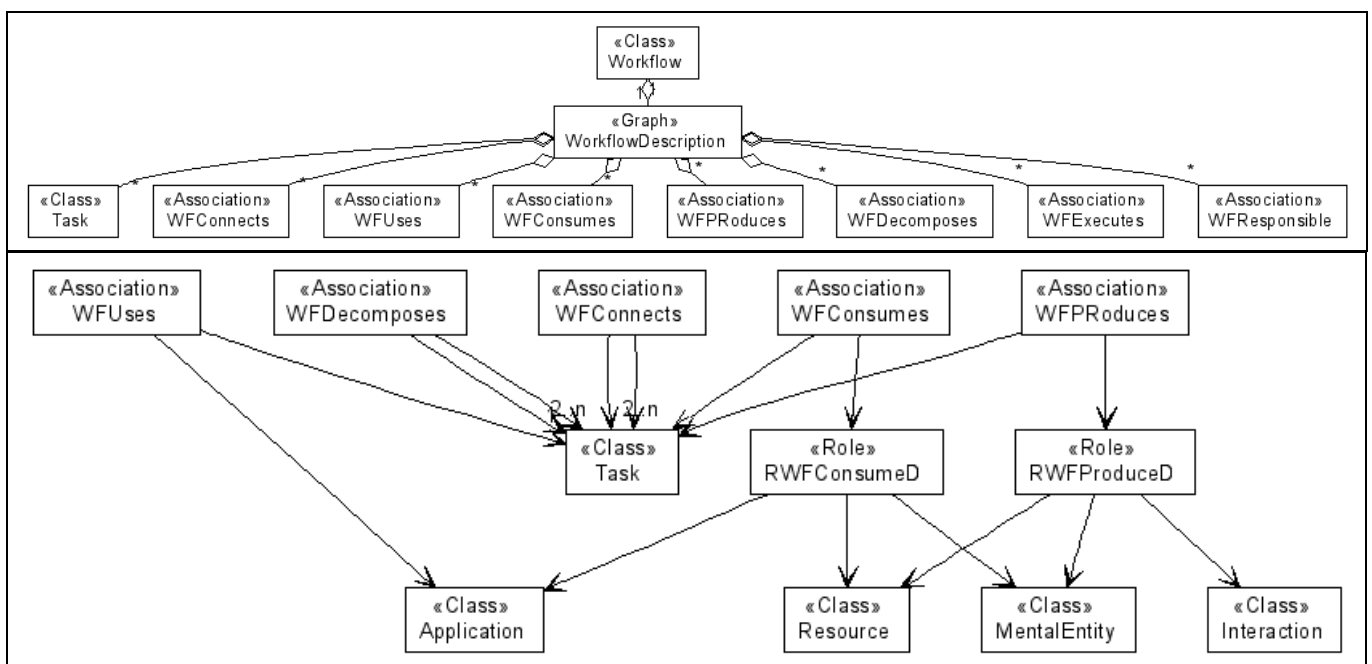 «Class»
Workflow
1
«Graph»
WorkflowDescription
* * * * * * * *
«Class» «Association» «Association» «Association» «Association» «Association» «Association» «Association»
Task WFConnects WFUses WFConsumes WFPRoduces WFDecomposes WFExecutes WFResponsible
«Association» «Association» «Association» «Association» «Association»
WFUses WFDecomposes WFConnects WFConsumes WFPRoduces
2..n 2..n
«Class» «Role» «Role»
Task RWFConsumeD RWFProduceD
«Class» «Class» «Class» «Class»
Application Resource MentalEntity Interaction